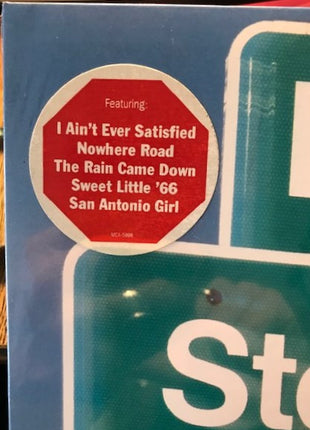 Featuring:
I Ain't Ever Satisfied
Nowhere Road
The Rain Came Down
Sweet Little '66
San Antonio Girl
Ste